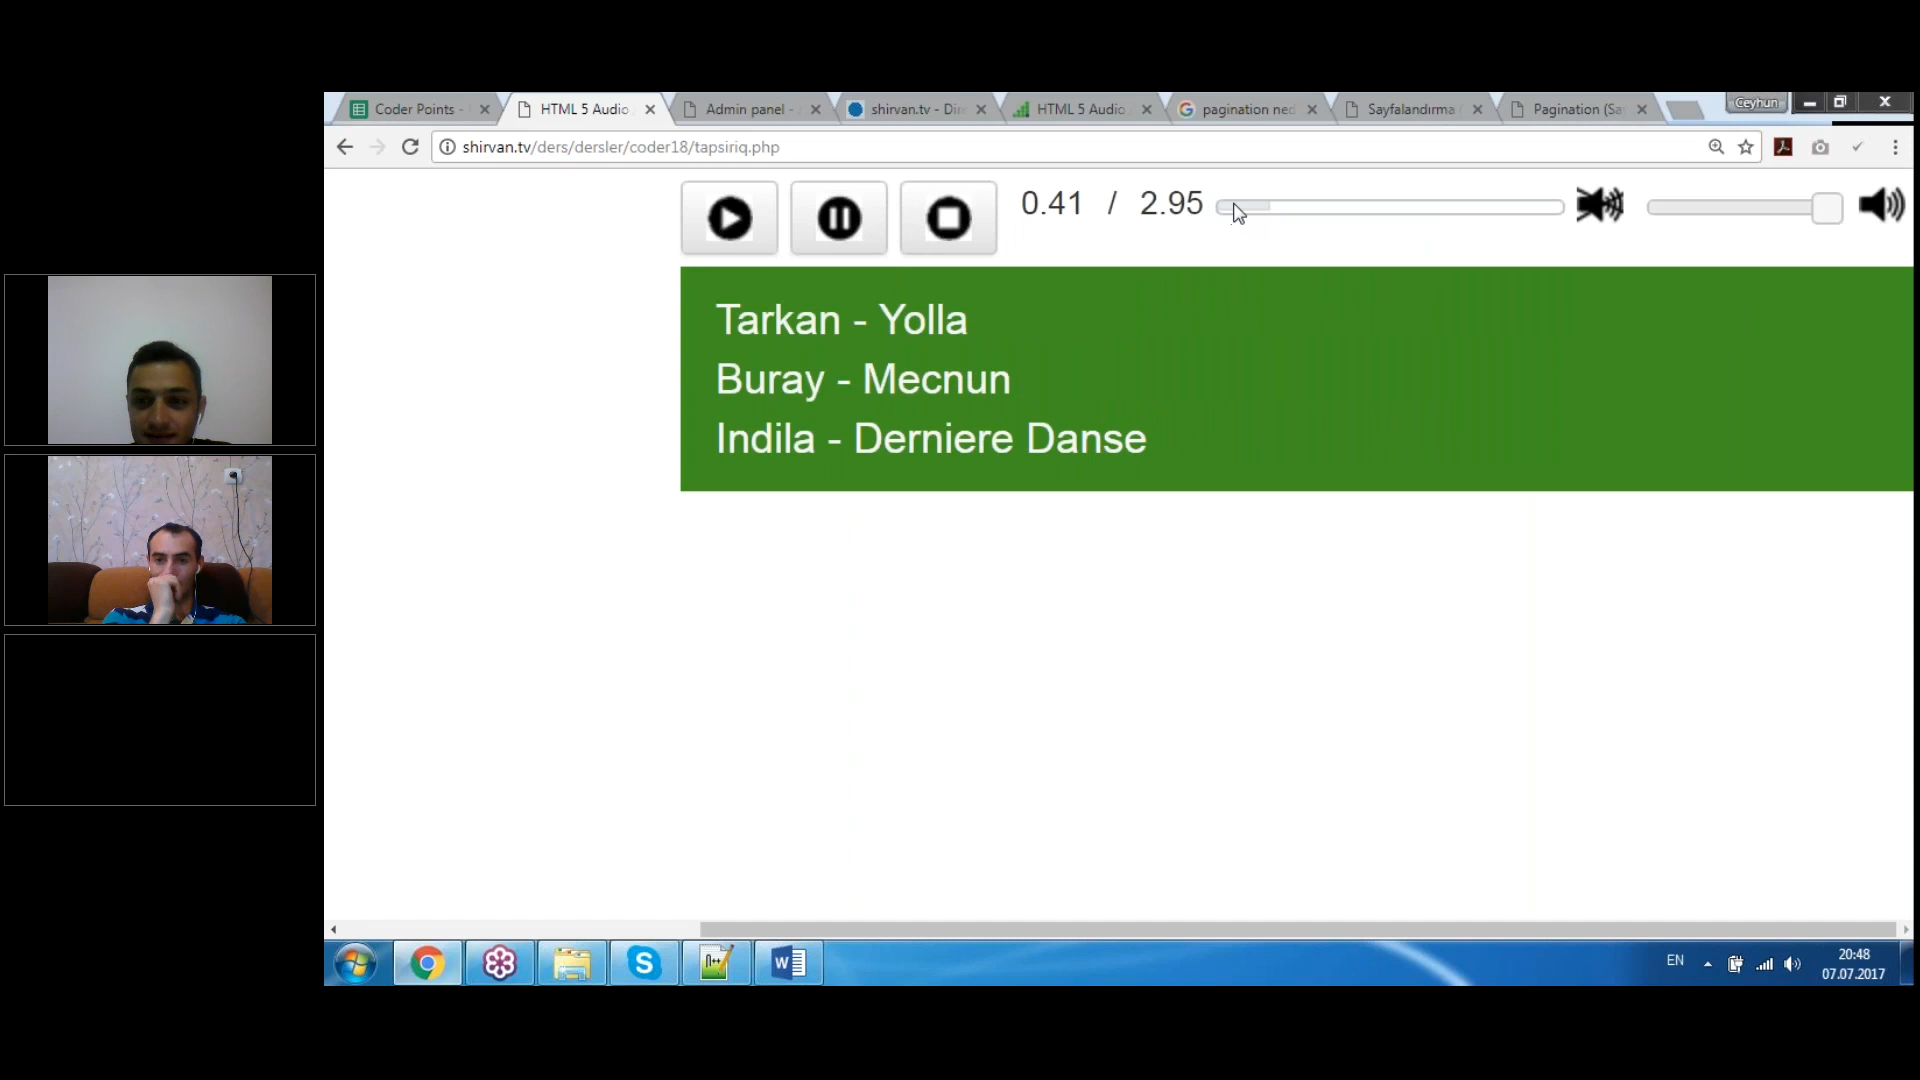 Coder Points -
HTML 5 Audio
Admin panel -
shirvan.tv - Dire
HTML 5 Audio
pagination ned
Sayfalandırma
Pagination (Sa
Ceyhun
shirvan.tv/ders/dersler/coder18/tapsiriq.php
0.41 / 2.95
Tarkan - Yolla
Buray - Mecnun
Indila - Derniere Danse
EN
20:48
07.07.2017